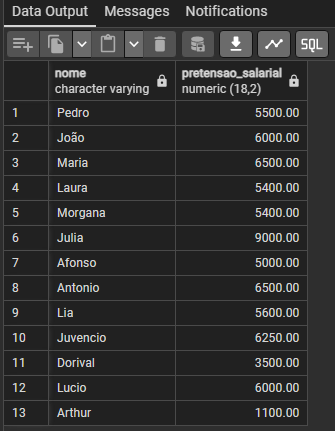 Data Output Messages Notifications
SQL
nome pretensao_salarial
character varying numeric (18,2)
1 Pedro 5500.00
2 João 6000.00
3 Maria 6500.00
4 Laura 5400.00
5 Morgana 5400.00
6 Julia 9000.00
7 Afonso 5000.00
8 Antonio 6500.00
9 Lia 5600.00
10 Juvencio 6250.00
11 Dorival 3500.00
12 Lucio 6000.00
13 Arthur 1100.00